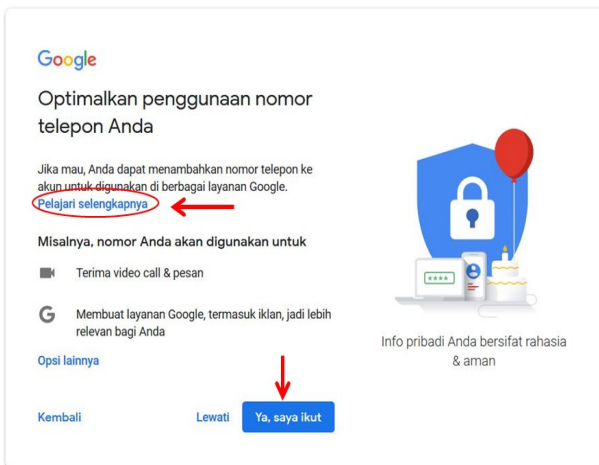 Google
Optimalkan penggunaan nomor
telepon Anda
Jika mau, Anda dapat menambahkan nomor telepon ke
akun untuk digunakan di berbagai layanan Google.
Pelajari selengkapnya
Misalnya, nomor Anda akan digunakan untuk
Terima video call & pesan
G Membuat layanan Google, termasuk iklan, jadi lebih
relevan bagi Anda
Opsi lainnya
Kembali Lewati Ya, saya ikut
****
Info pribadi Anda bersifat rahasia
& aman